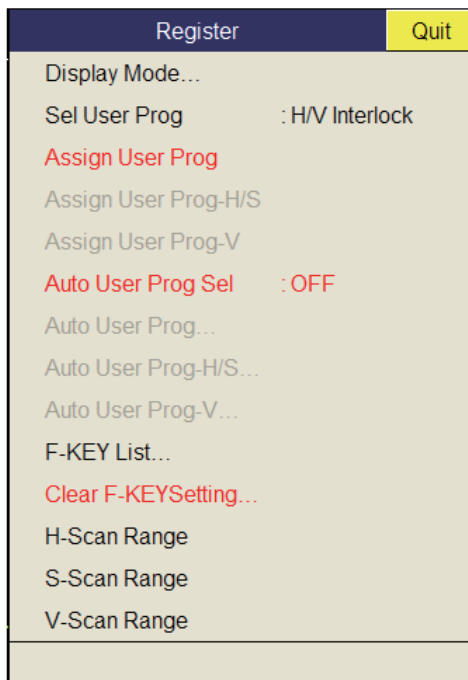 Register Quit
Display Mode...
Sel User Prog : H/V Interlock
Assign User Prog
Assign User Prog-H/S
Assign User Prog-V
Auto User Prog Sel : OFF
Auto User Prog...
Auto User Prog-H/S...
Auto User Prog-V...
F-KEY List...
Clear F-KEYSetting...
H-Scan Range
S-Scan Range
V-Scan Range